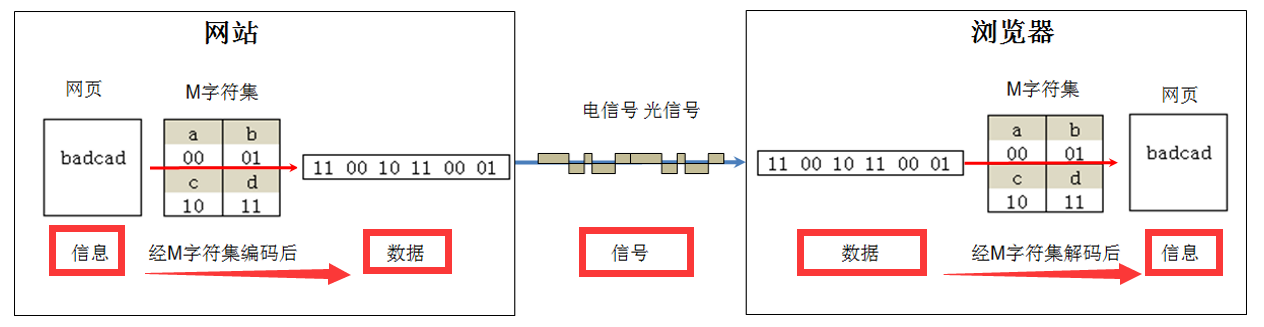 网站
网页
M字符集
a b
badcad
00 01
c d
10 11
11 00 10 11 00 01
信息
经M字符集编码后
数据
电信号 光信号
信号
浏览器
M字符集
网页
a b
00 01
c d
10 11
11 00 10 11 00 01
badcad
数据
经M字符集解码后
信息